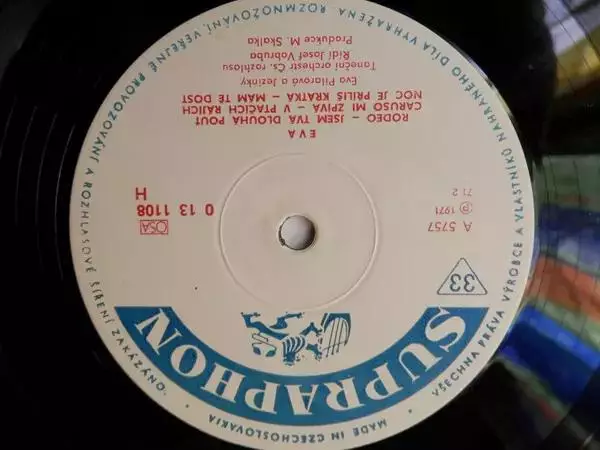 MADE IN CZECHOSLOVAKIA
SUPRAPHON
VŠECHNA PRÁVA VÝROBCE A VLASTNÍKŮ NAHRANÉHO DÍLA VYHRAŽENA. ROZMNOŽOVÁNÍ, VEŘEJNÉ PROVOZOVÁNÍ A ROZHLASOVÉ ŠÍŘENÍ ZAKÁZÁNO.
33
A 5757
Ⓟ 1971
71 2
OSA
0 13 1108
H
EVA
RODEO – JSEM TVÁ DLOUHÁ POUŤ
CARUSO MI ZPÍVÁ – V PTAČÍCH RÁJÍCH
NOC JE PŘÍLIŠ KRÁTKÁ – MÁM TĚ DOST
Eva Pilarová a Jezinky
Taneční orchestr Čs. rozhlasu
Řídí Josef Vobruba
Produkce M. Skalka